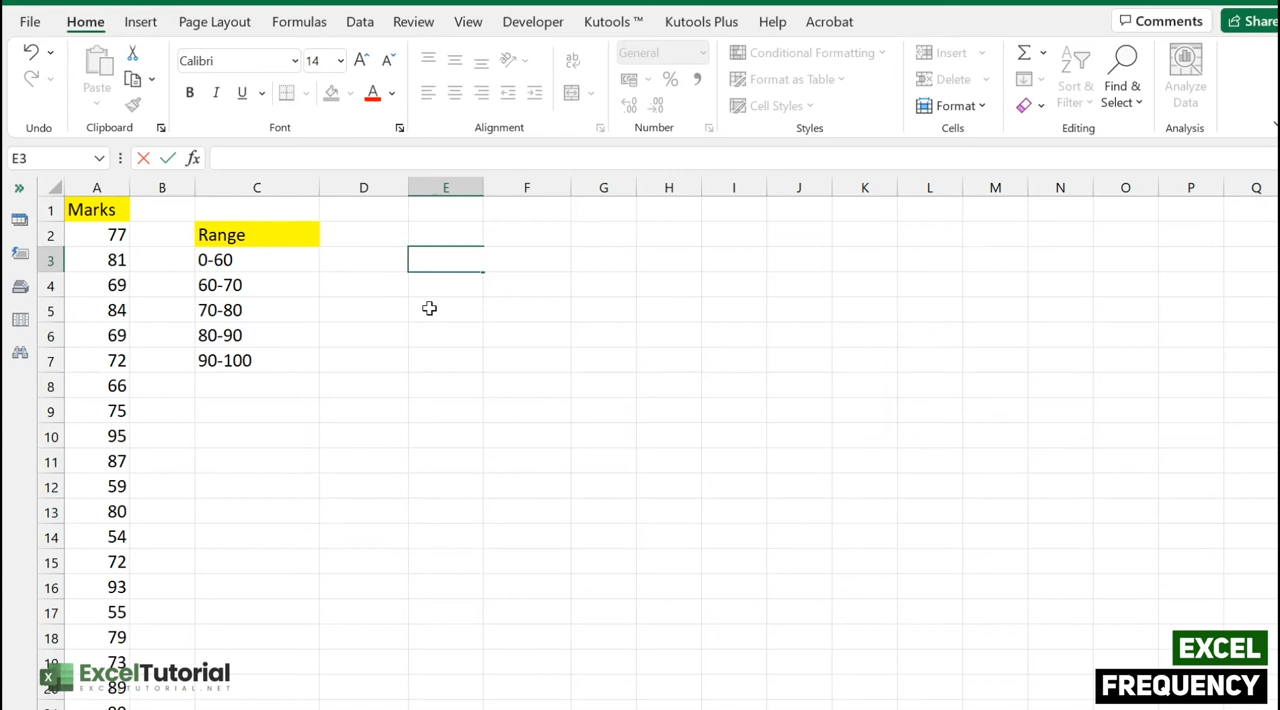 File Home Insert Page Layout Formulas Data Review View Developer Kutools ™ Kutools Plus Help Acrobat Comments Share
Calibri 14 General Conditional Formatting Insert
Paste Format as Table Delete Sort & Filter Find & Select Analyze Data
B I U A Cell Styles Format
Undo Clipboard Font Alignment Number Styles Cells Editing Analysis
E3 fx
A B C D E F G H I J K L M N O P Q
1 Marks
2 77 Range
3 81 0-60
4 69 60-70
5 84 70-80
6 69 80-90
7 72 90-100
8 66
9 75
10 95
11 87
12 59
13 80
14 54
15 72
16 93
17 55
18 79
73
89
ExcelTutorial
EXCELTUTORIAL.NET
EXCEL
FREQUENCY